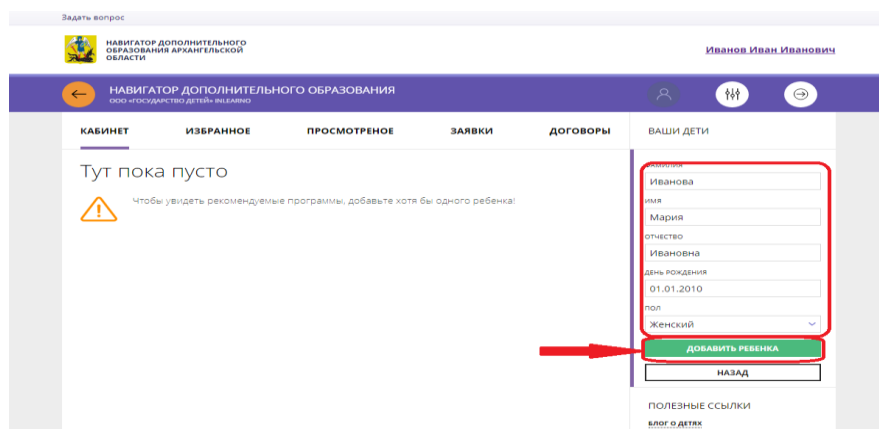 Задать вопрос
НАВИГАТОР ДОПОЛНИТЕЛЬНОГО
ОБРАЗОВАНИЯ АРХАНГЕЛЬСКОЙ
ОБЛАСТИ
Иванов Иван Иванович
НАВИГАТОР ДОПОЛНИТЕЛЬНОГО ОБРАЗОВАНИЯ
ООО «ГОСУДАРСТВО ДЕТЕЙ» INLEARNO
КАБИНЕТ ИЗБРАННОЕ ПРОСМОТРЕНОЕ ЗАЯВКИ ДОГОВОРЫ
ВАШИ ДЕТИ
Тут пока пусто
Чтобы увидеть рекомендуемые программы, добавьте хотя бы одного ребенка!
ФАМИЛИЯ
Иванова
ИМЯ
Мария
ОТЧЕСТВО
Ивановна
ДЕНЬ РОЖДЕНИЯ
01.01.2010
ПОЛ
Женский
ДОБАВИТЬ РЕБЕНКА
НАЗАД
ПОЛЕЗНЫЕ ССЫЛКИ
БЛОГ О ДЕТЯХ